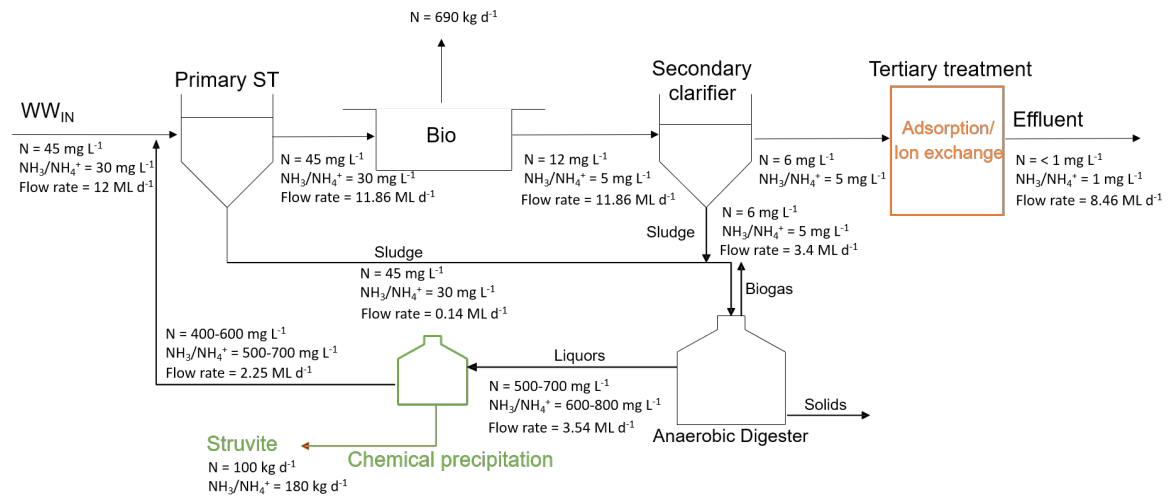 N = 690 kg d⁻¹
Primary ST
Secondary
clarifier
Tertiary treatment
WW_IN
Bio
Adsorption/
Ion exchange
Effluent
N = 45 mg L⁻¹
NH₃/NH₄⁺ = 30 mg L⁻¹
Flow rate = 12 ML d⁻¹
N = 45 mg L⁻¹
NH₃/NH₄⁺ = 30 mg L⁻¹
Flow rate = 11.86 ML d⁻¹
N = 12 mg L⁻¹
NH₃/NH₄⁺ = 5 mg L⁻¹
Flow rate = 11.86 ML d⁻¹
N = 6 mg L⁻¹
NH₃/NH₄⁺ = 5 mg L⁻¹
N = < 1 mg L⁻¹
NH₃/NH₄⁺ = 1 mg L⁻¹
Flow rate = 8.46 ML d⁻¹
Sludge
N = 6 mg L⁻¹
NH₃/NH₄⁺ = 5 mg L⁻¹
Flow rate = 3.4 ML d⁻¹
Sludge
N = 45 mg L⁻¹
NH₃/NH₄⁺ = 30 mg L⁻¹
Flow rate = 0.14 ML d⁻¹
Biogas
N = 400-600 mg L⁻¹
NH₃/NH₄⁺ = 500-700 mg L⁻¹
Flow rate = 2.25 ML d⁻¹
Liquors
N = 500-700 mg L⁻¹
NH₃/NH₄⁺ = 600-800 mg L⁻¹
Flow rate = 3.54 ML d⁻¹
Solids
Anaerobic Digester
Struvite
Chemical precipitation
N = 100 kg d⁻¹
NH₃/NH₄⁺ = 180 kg d⁻¹